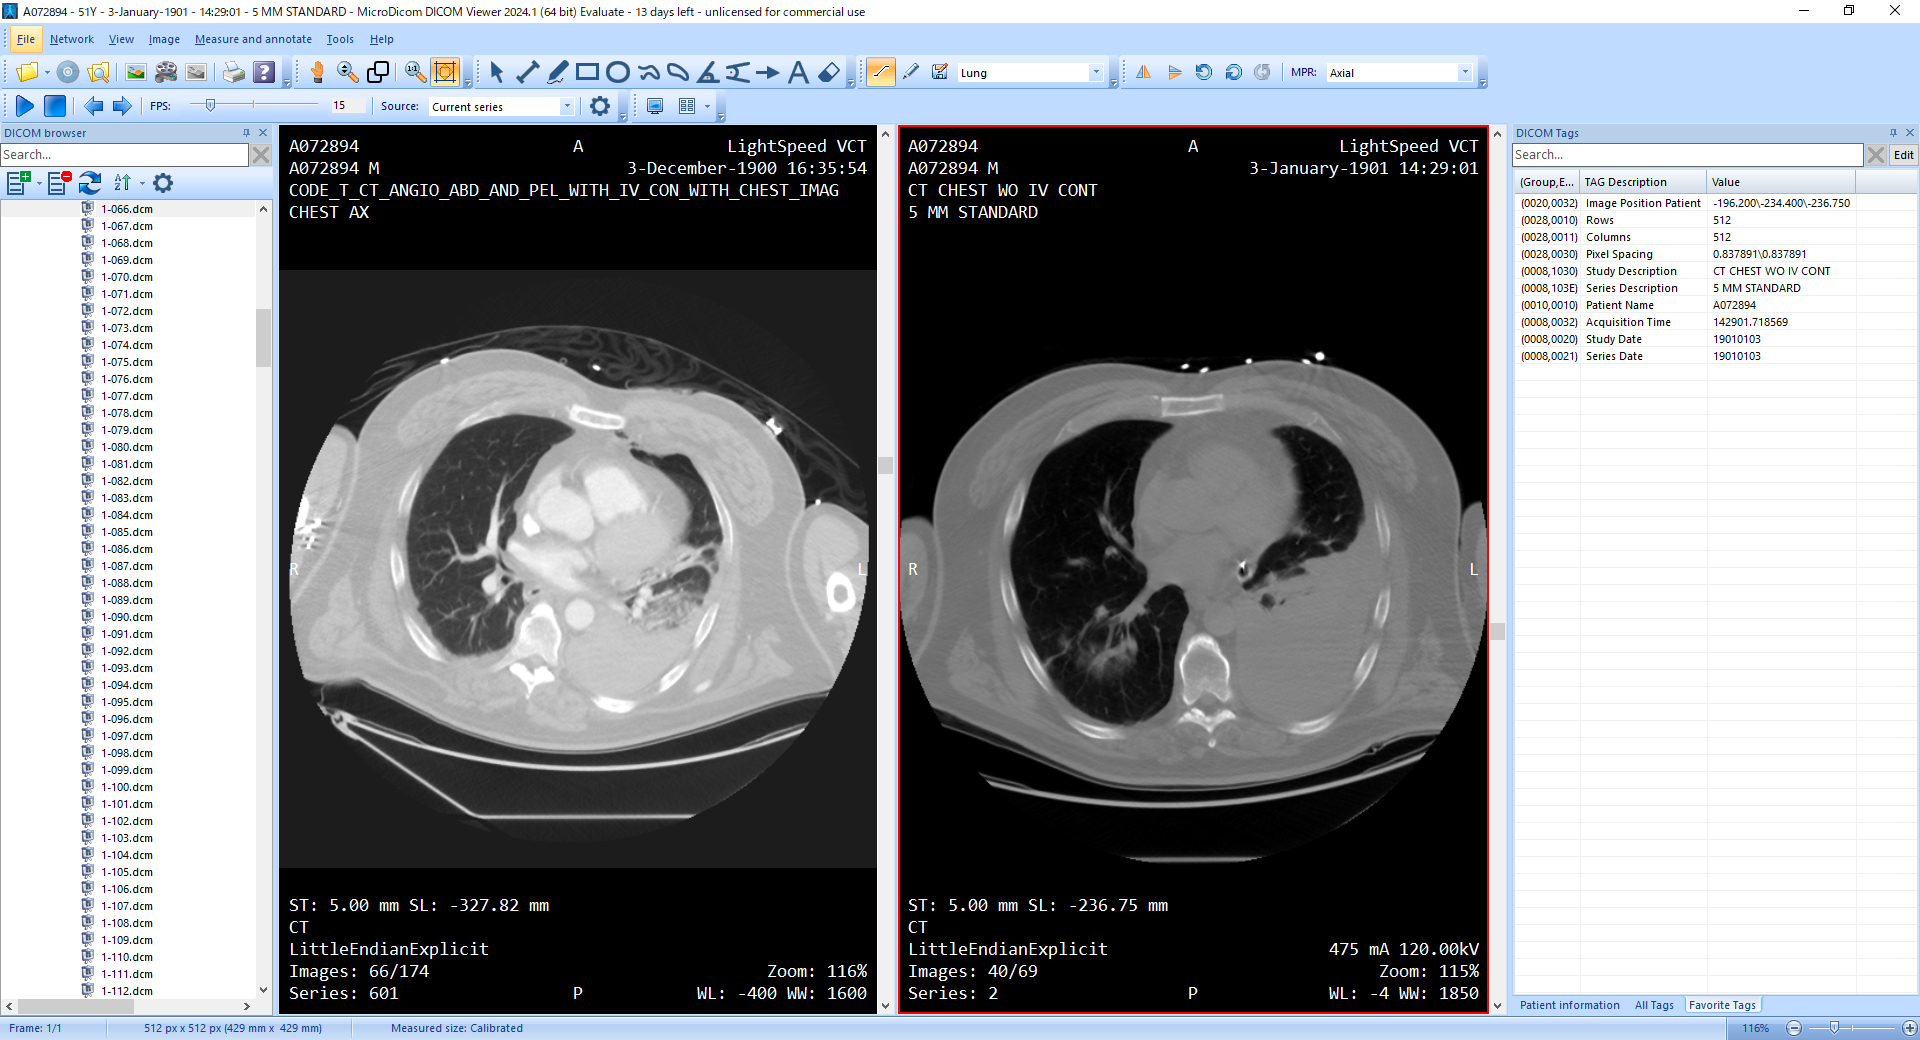 A072894 - 51Y - 3-January-1901 - 14:29:01 - 5 MM STANDARD - MicroDicom DICOM Viewer 2024.1 (64 bit) Evaluate - 13 days left - unlicensed for commercial use
File Network View Image Measure and annotate Tools Help
1:1 Lung MPR: Axial
FPS: 15 Source: Current series
DICOM browser
Search...
1-066.dcm
1-067.dcm
1-068.dcm
1-069.dcm
1-070.dcm
1-071.dcm
1-072.dcm
1-073.dcm
1-074.dcm
1-075.dcm
1-076.dcm
1-077.dcm
1-078.dcm
1-079.dcm
1-080.dcm
1-081.dcm
1-082.dcm
1-083.dcm
1-084.dcm
1-085.dcm
1-086.dcm
1-087.dcm
1-088.dcm
1-089.dcm
1-090.dcm
1-091.dcm
1-092.dcm
1-093.dcm
1-094.dcm
1-095.dcm
1-096.dcm
1-097.dcm
1-098.dcm
1-099.dcm
1-100.dcm
1-101.dcm
1-102.dcm
1-103.dcm
1-104.dcm
1-105.dcm
1-106.dcm
1-107.dcm
1-108.dcm
1-109.dcm
1-110.dcm
1-111.dcm
1-112.dcm
A072894 A LightSpeed VCT
A072894 M 3-December-1900 16:35:54
CODE_T_CT_ANGIO_ABD_AND_PEL_WITH_IV_CON_WITH_CHEST_IMAG
CHEST AX
R L
ST: 5.00 mm SL: -327.82 mm
CT
LittleEndianExplicit
Images: 66/174 Zoom: 116%
Series: 601 P WL: -400 WW: 1600
A072894 A LightSpeed VCT
A072894 M 3-January-1901 14:29:01
CT CHEST WO IV CONT
5 MM STANDARD
R L
ST: 5.00 mm SL: -236.75 mm
CT
LittleEndianExplicit 475 mA 120.00kV
Images: 40/69 Zoom: 115%
Series: 2 P WL: -4 WW: 1850
DICOM Tags
Search... Edit
(Group,E... TAG Description Value
(0020,0032) Image Position Patient -196.200\-234.400\-236.750
(0028,0010) Rows 512
(0028,0011) Columns 512
(0028,0030) Pixel Spacing 0.837891\0.837891
(0008,1030) Study Description CT CHEST WO IV CONT
(0008,103E) Series Description 5 MM STANDARD
(0010,0010) Patient Name A072894
(0008,0032) Acquisition Time 142901.718569
(0008,0020) Study Date 19010103
(0008,0021) Series Date 19010103
Patient information All Tags Favorite Tags
Frame: 1/1 512 px x 512 px (429 mm x 429 mm) Measured size: Calibrated 116%